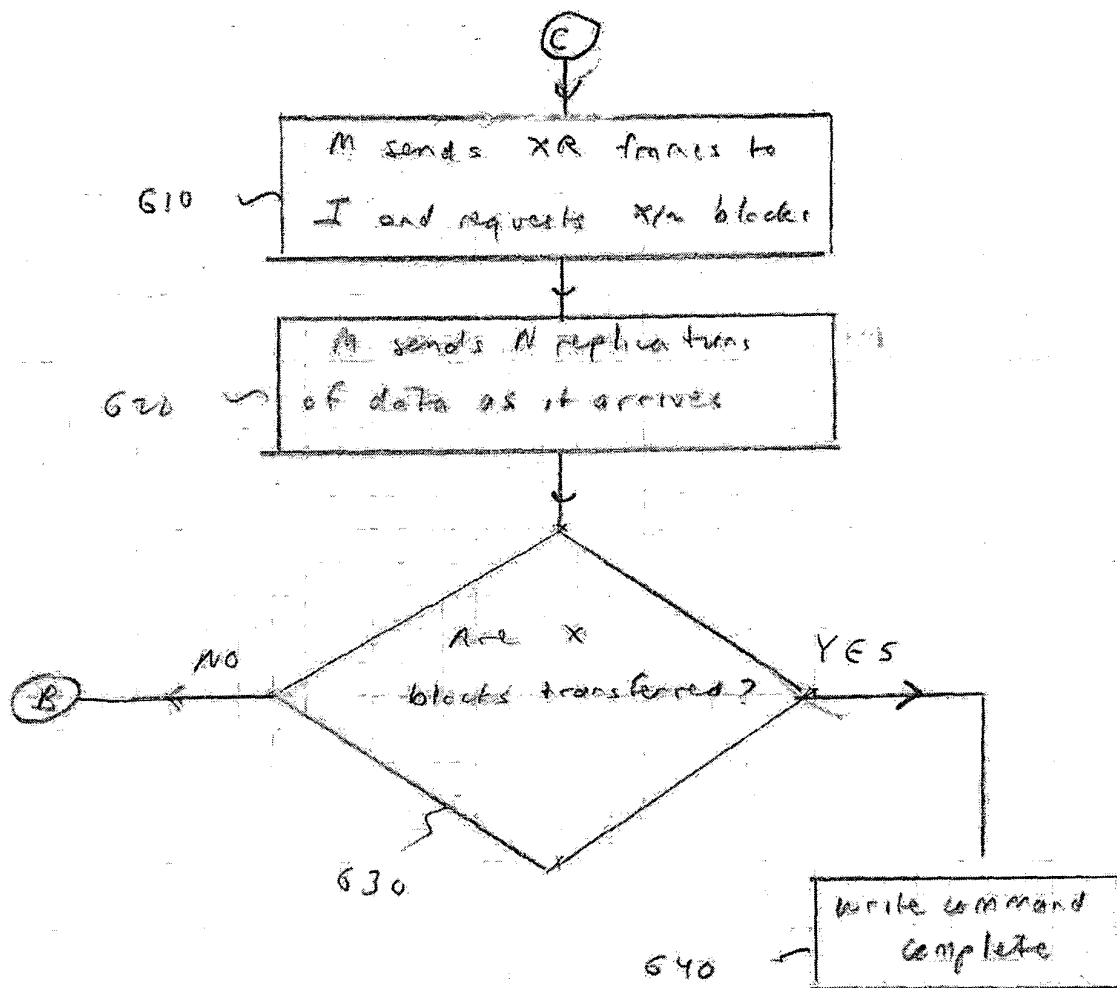 C
M sends XR frames to
610
I and requests X/m blocks
M sends N replications
620
of data as it arrives
Are X
NO
YES
B
blocks transferred?
630
write command
complete
640